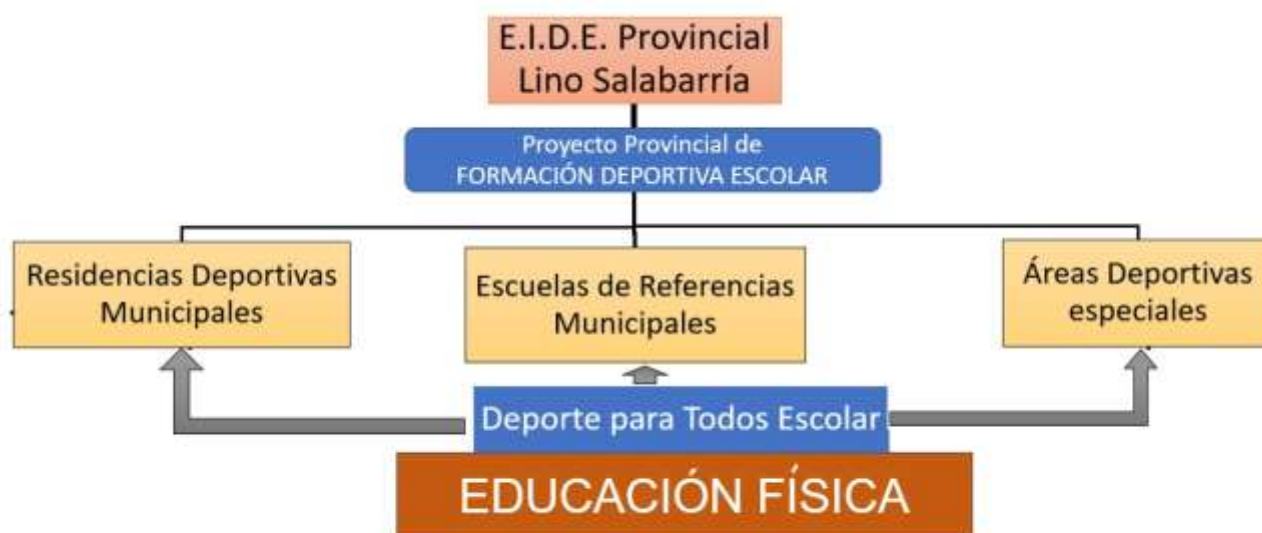 E.I.D.E. Provincial
Lino Salabarría
Proyecto Provincial de
FORMACIÓN DEPORTIVA ESCOLAR
Residencias Deportivas
Municipales
Escuelas de Referencias
Municipales
Áreas Deportivas
especiales
Deporte para Todos Escolar
EDUCACIÓN FÍSICA